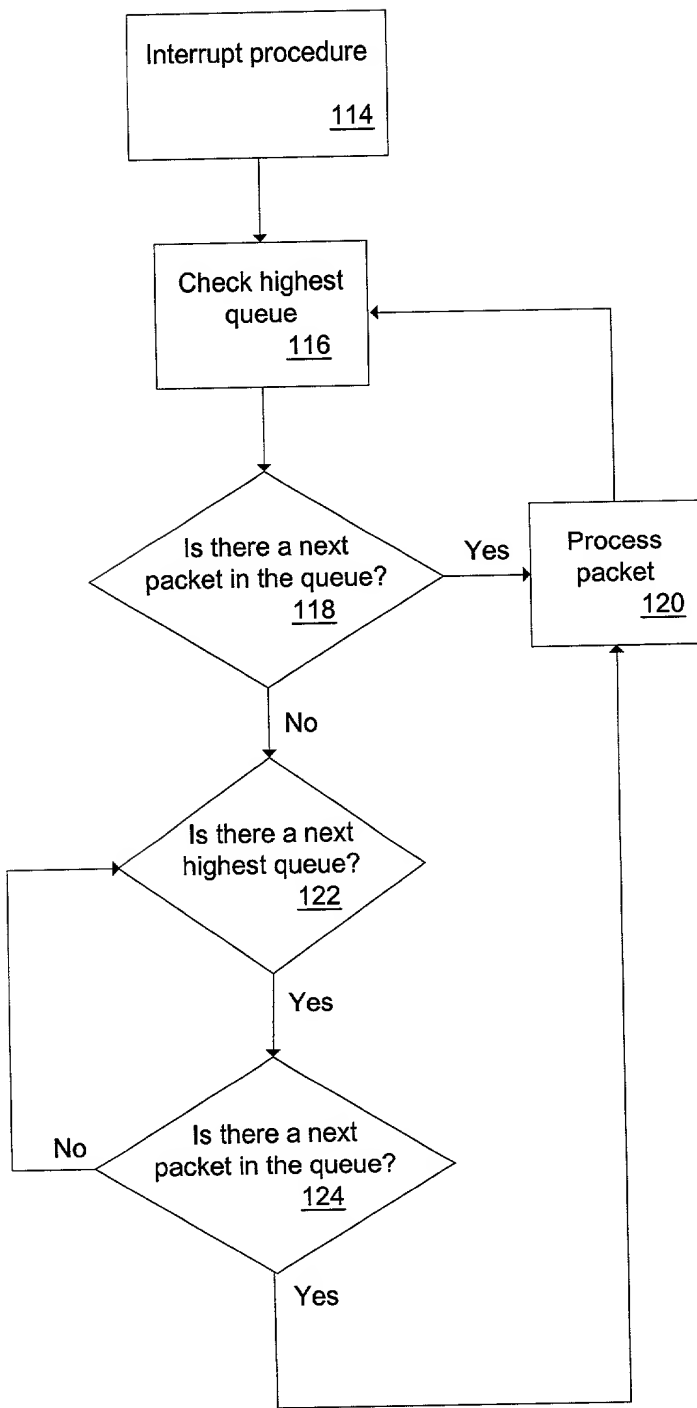 Interrupt procedure
114
Check highest
queue
116
Is there a next
packet in the queue?
118
Yes
Process
packet
120
No
Is there a next
highest queue?
122
Yes
Is there a next
packet in the queue?
124
No
Yes